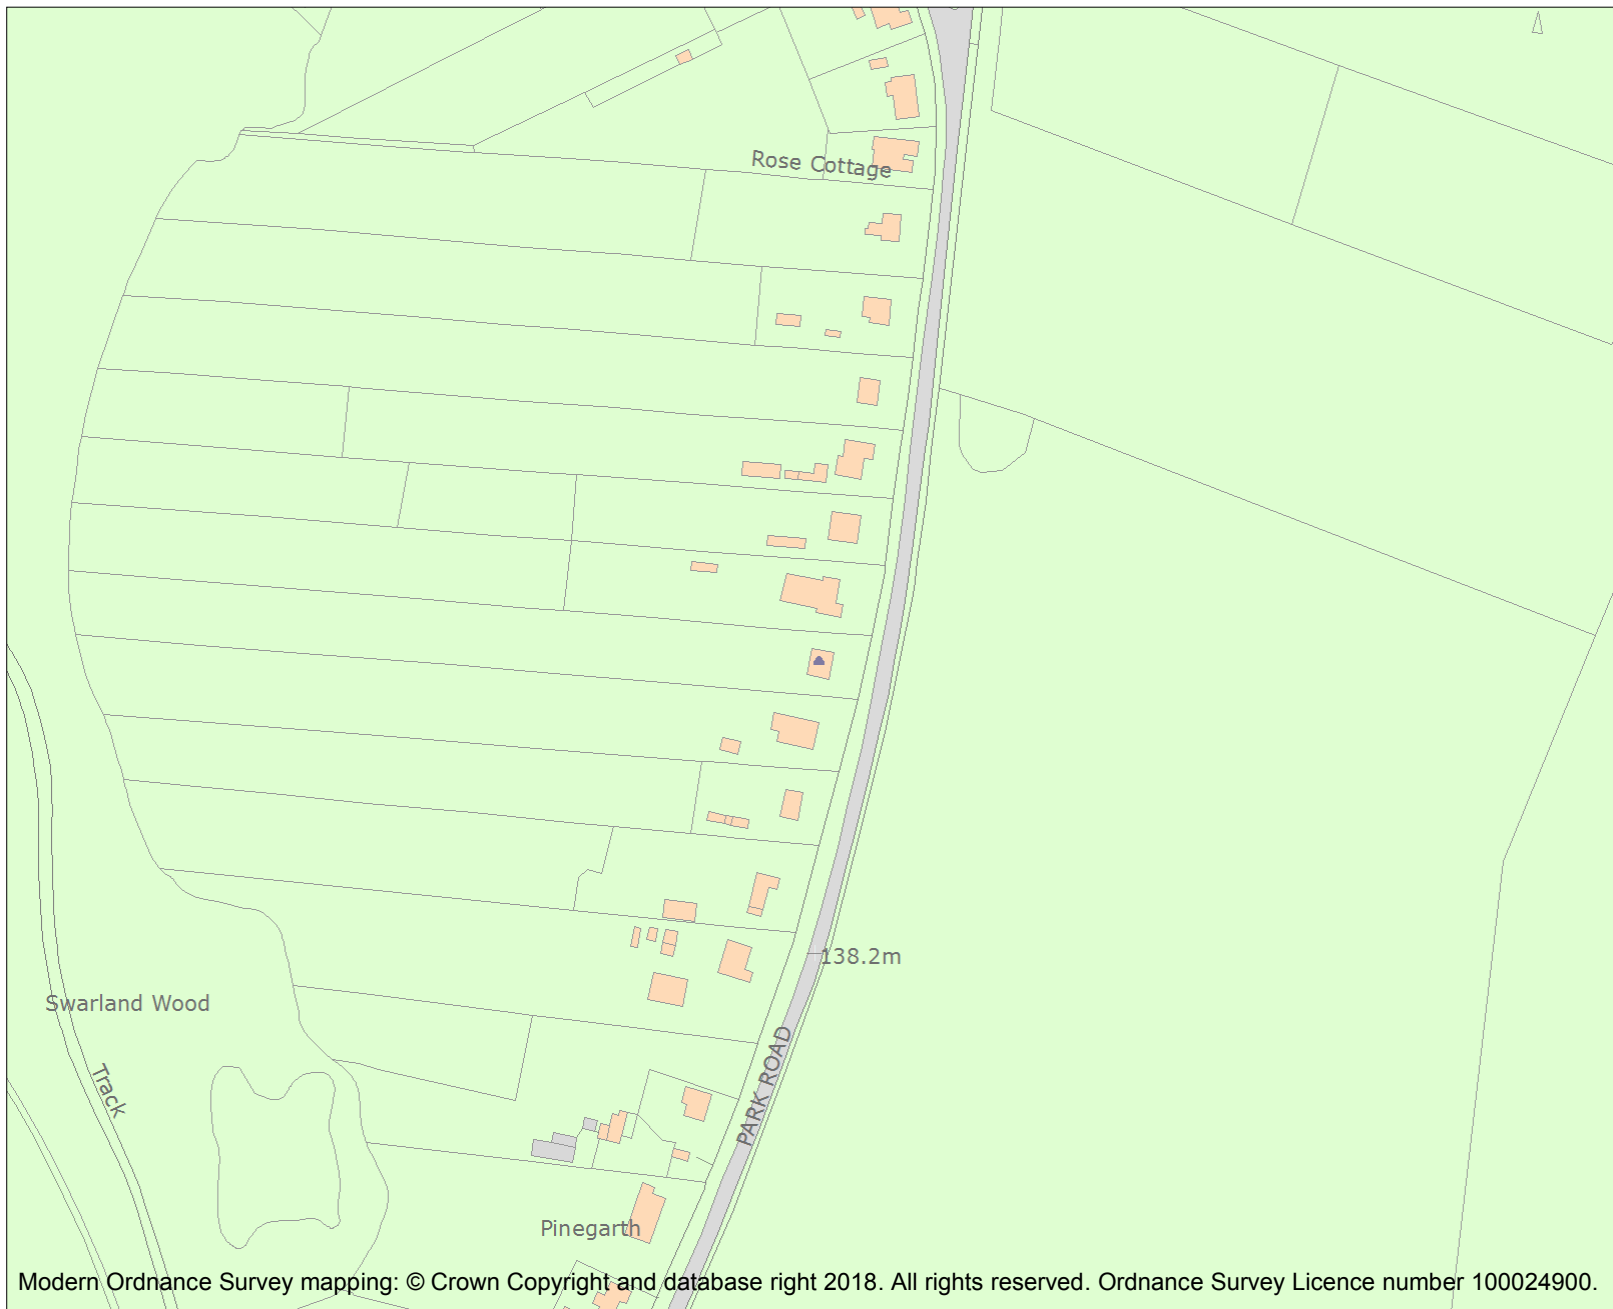 Rose Cottage
138.2m
Swarland Wood
PARK ROAD
Track
Pinegarth
Modern Ordnance Survey mapping: © Crown Copyright and database right 2018. All rights reserved. Ordnance Survey Licence number 100024900.